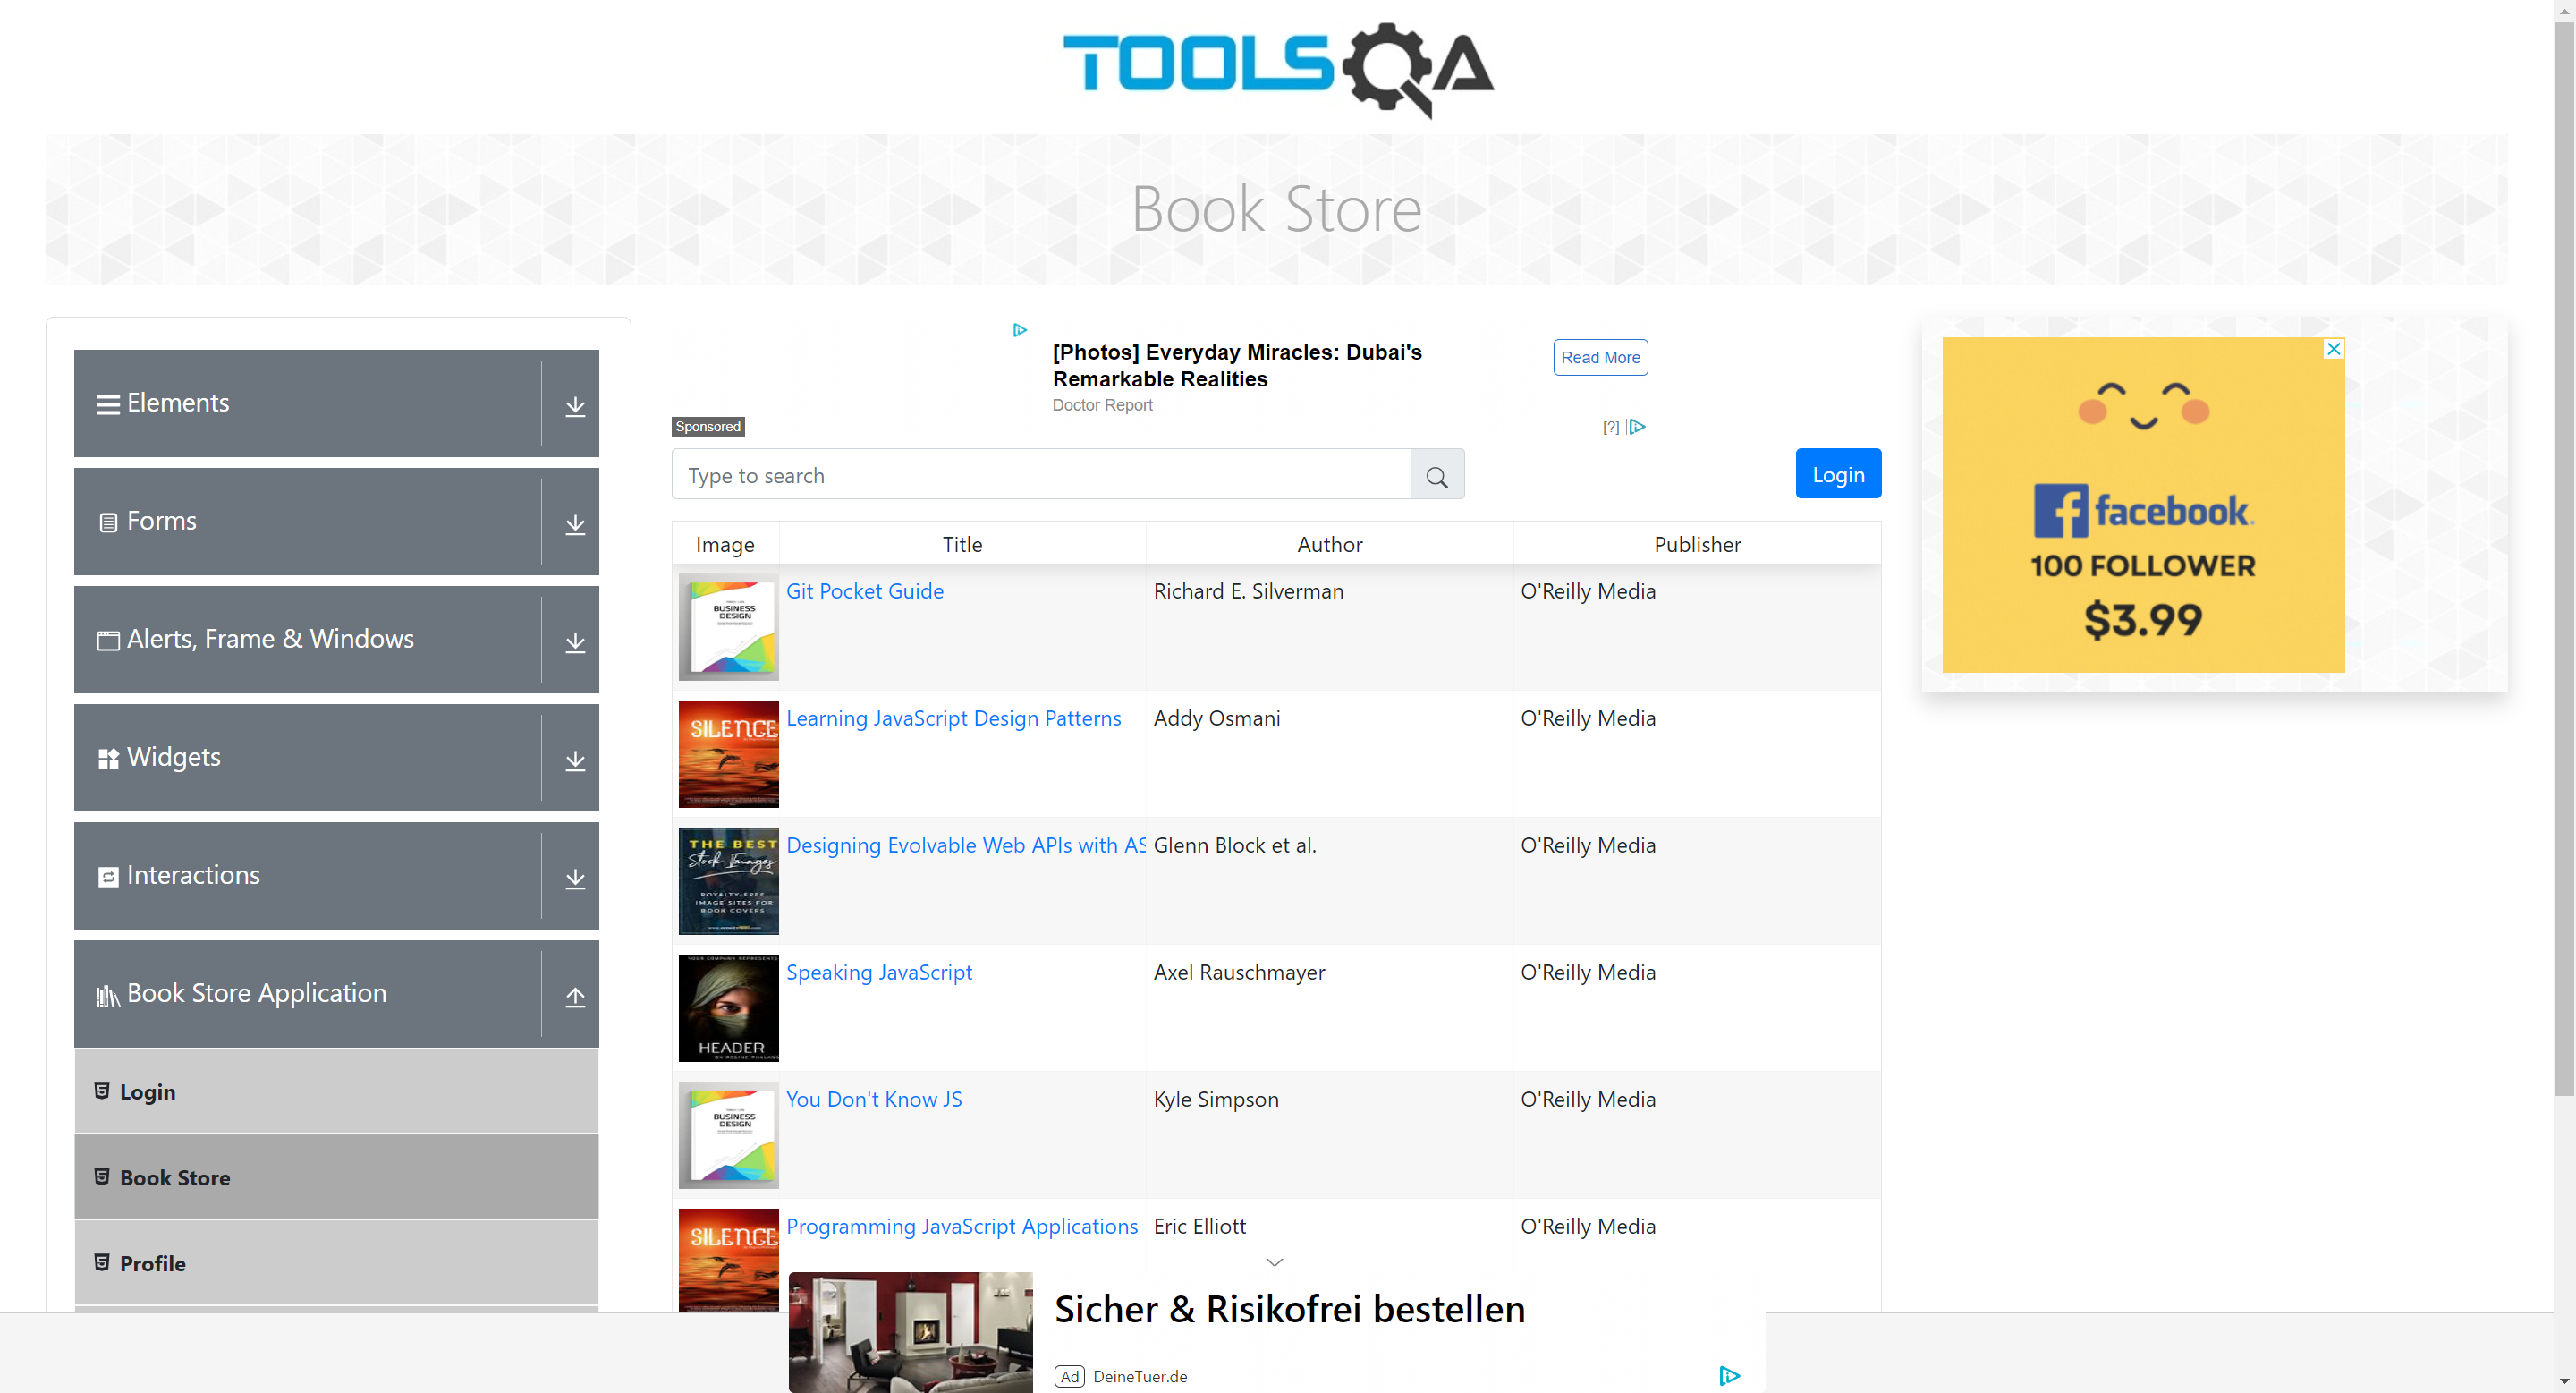 TOOLSQA
Book Store
Elements
Forms
Alerts, Frame & Windows
Widgets
Interactions
Book Store Application
Login
Book Store
Profile
[Photos] Everyday Miracles: Dubai's
Remarkable Realities
Doctor Report
Read More
Sponsored
[?]
Type to search
Login
Image Title Author Publisher
BUSINESS
DESIGN
Git Pocket Guide Richard E. Silverman O'Reilly Media
SILENCE
Learning JavaScript Design Patterns Addy Osmani O'Reilly Media
THE BEST
Stock Images
ROYALTY-FREE
IMAGE SITES FOR
BOOK COVERS
Designing Evolvable Web APIs with AS Glenn Block et al. O'Reilly Media
YOUR COMPANY REPRESENTS
HEADER
Speaking JavaScript Axel Rauschmayer O'Reilly Media
BUSINESS
DESIGN
You Don't Know JS Kyle Simpson O'Reilly Media
SILENCE
Programming JavaScript Applications Eric Elliott O'Reilly Media
facebook.
100 FOLLOWER
$3.99
Sicher & Risikofrei bestellen
Ad DeineTuer.de